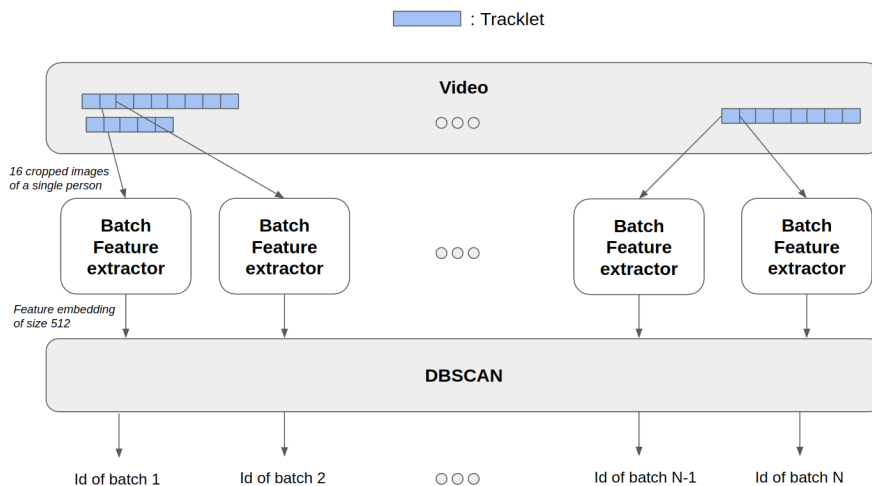 : Tracklet
Video
16 cropped images
of a single person
Batch
Feature
extractor
Batch
Feature
extractor
Batch
Feature
extractor
Batch
Feature
extractor
Feature embedding
of size 512
DBSCAN
Id of batch 1
Id of batch 2
Id of batch N-1
Id of batch N